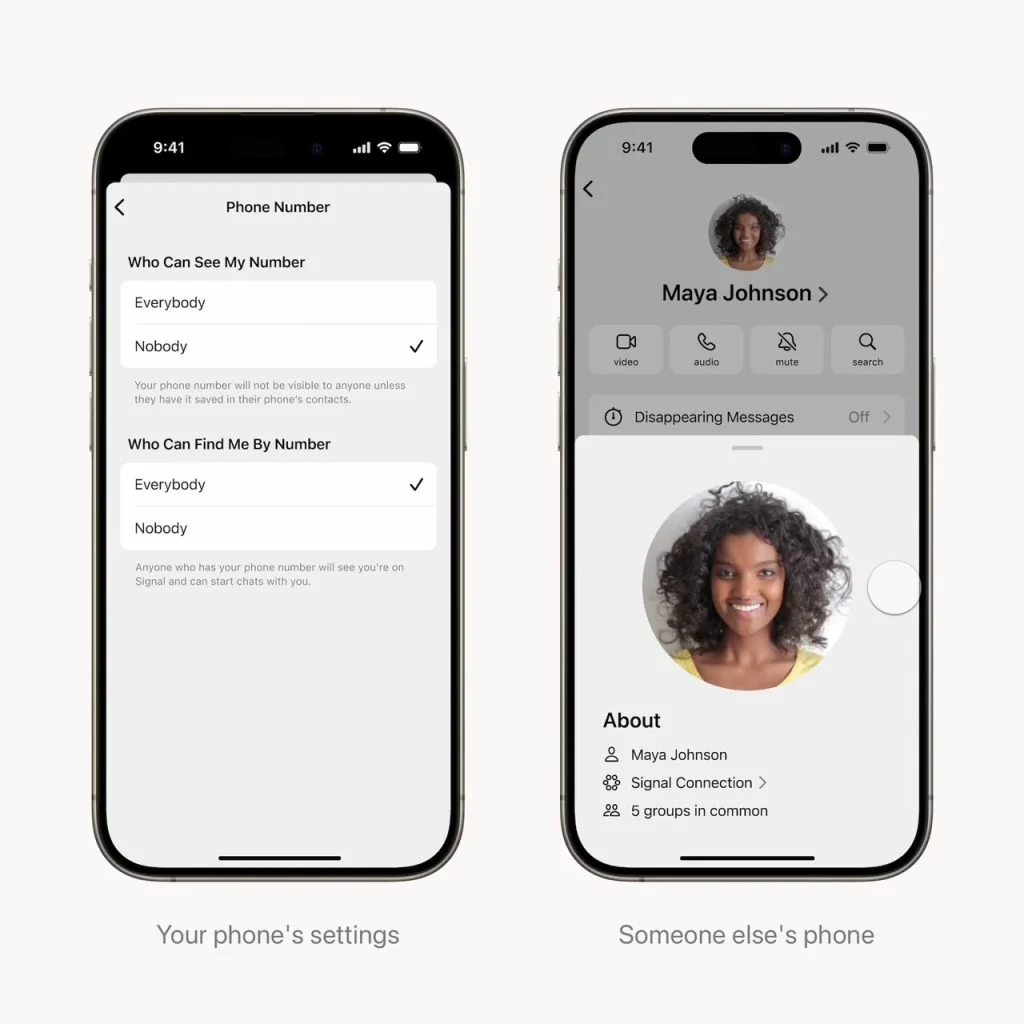 9:41
Phone Number
Who Can See My Number
Everybody
Nobody
Your phone number will not be visible to anyone unless
they have it saved in their phone's contacts.
Who Can Find Me By Number
Everybody
Nobody
Anyone who has your phone number will see you're on
Signal and can start chats with you.
Your phone's settings
9:41
Maya Johnson
video audio mute search
Disappearing Messages Off
About
Maya Johnson
Signal Connection
5 groups in common
Someone else's phone